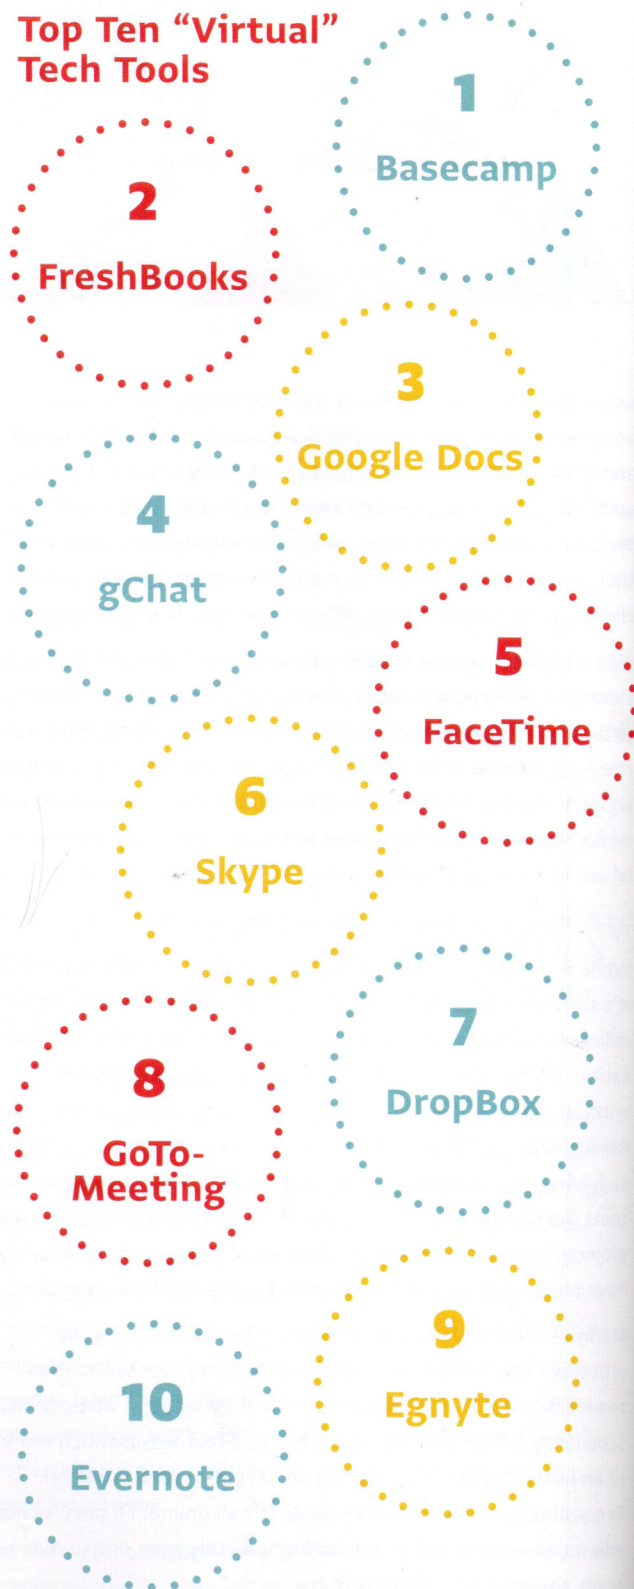 Top Ten “Virtual”
Tech Tools
1
Basecamp
2
FreshBooks
3
Google Docs
4
gChat
5
FaceTime
6
Skype
7
DropBox
8
GoTo-
Meeting
9
Egnyte
10
Evernote